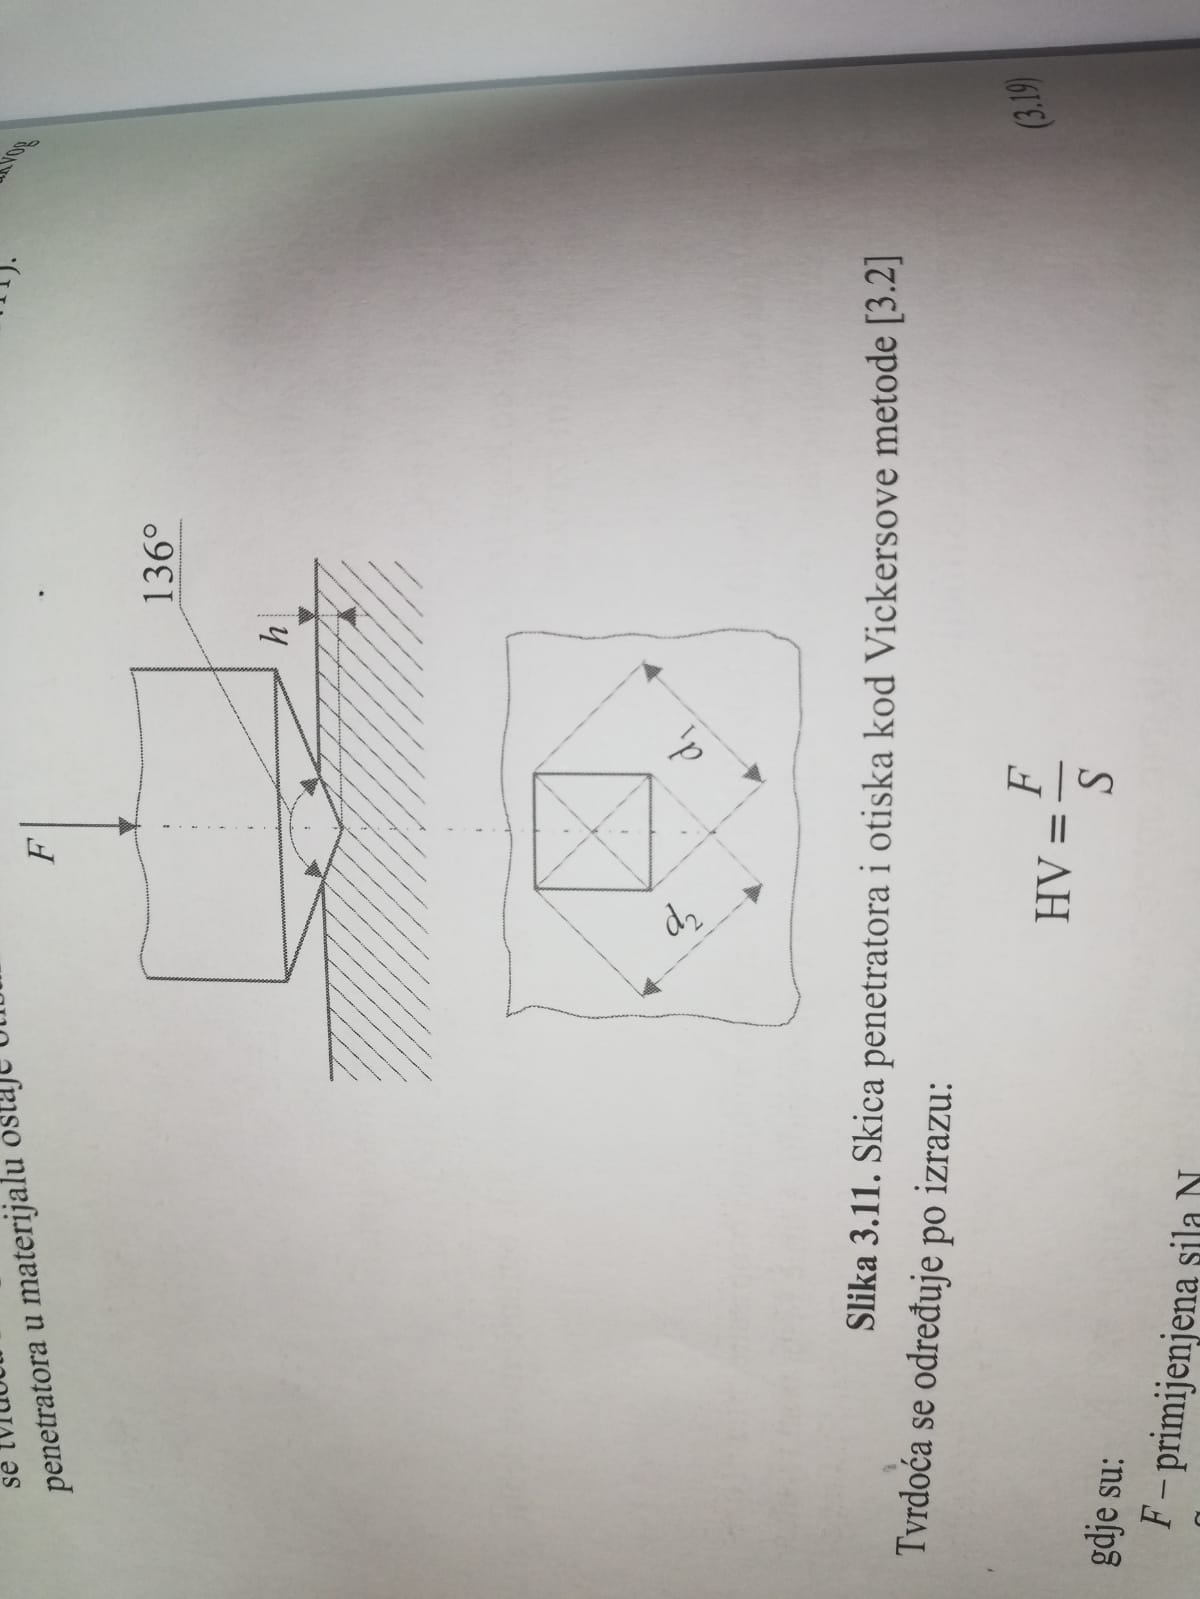 se
penetratora u materijalu ostaje
F
136°
h
d₁
d₂
Slika 3.11. Skica penetratora i otiska kod Vickersove metode [3.2]
Tvrdoća se određuje po izrazu:
HV = F/S (3.19)
gdje su:
F – primijenjena sila N